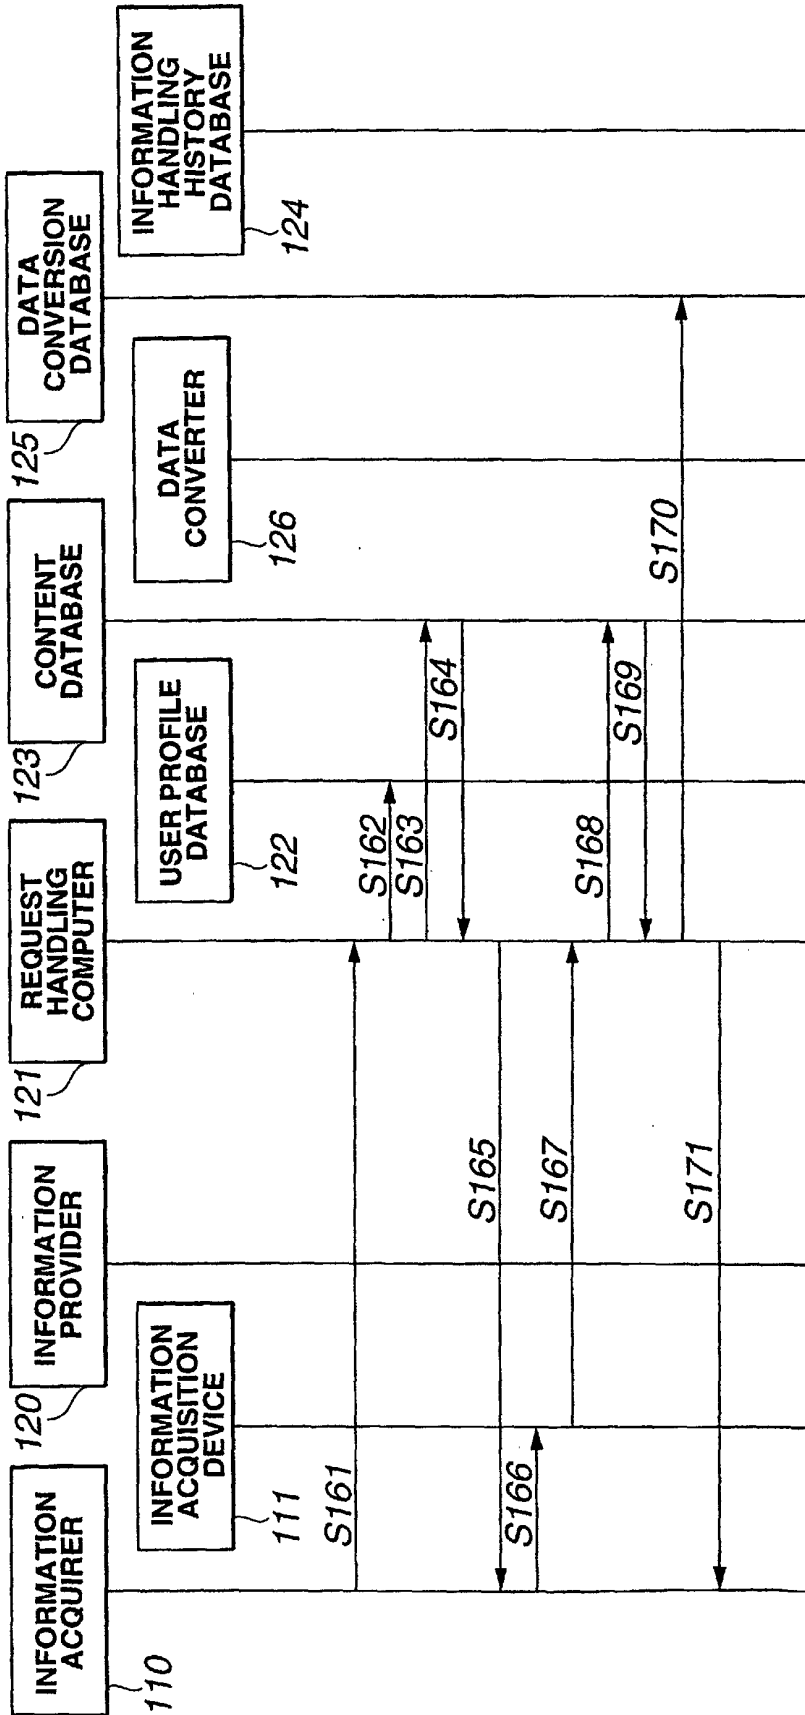 INFORMATION
ACQUIRER
110
INFORMATION
ACQUISITION
DEVICE
111
INFORMATION
PROVIDER
120
REQUEST
HANDLING
COMPUTER
121
USER PROFILE
DATABASE
122
CONTENT
DATABASE
123
DATA
CONVERTER
126
DATA
CONVERSION
DATABASE
125
INFORMATION
HANDLING
HISTORY
DATABASE
124
S161
S162
S163
S164
S165
S166
S167
S168
S169
S170
S171